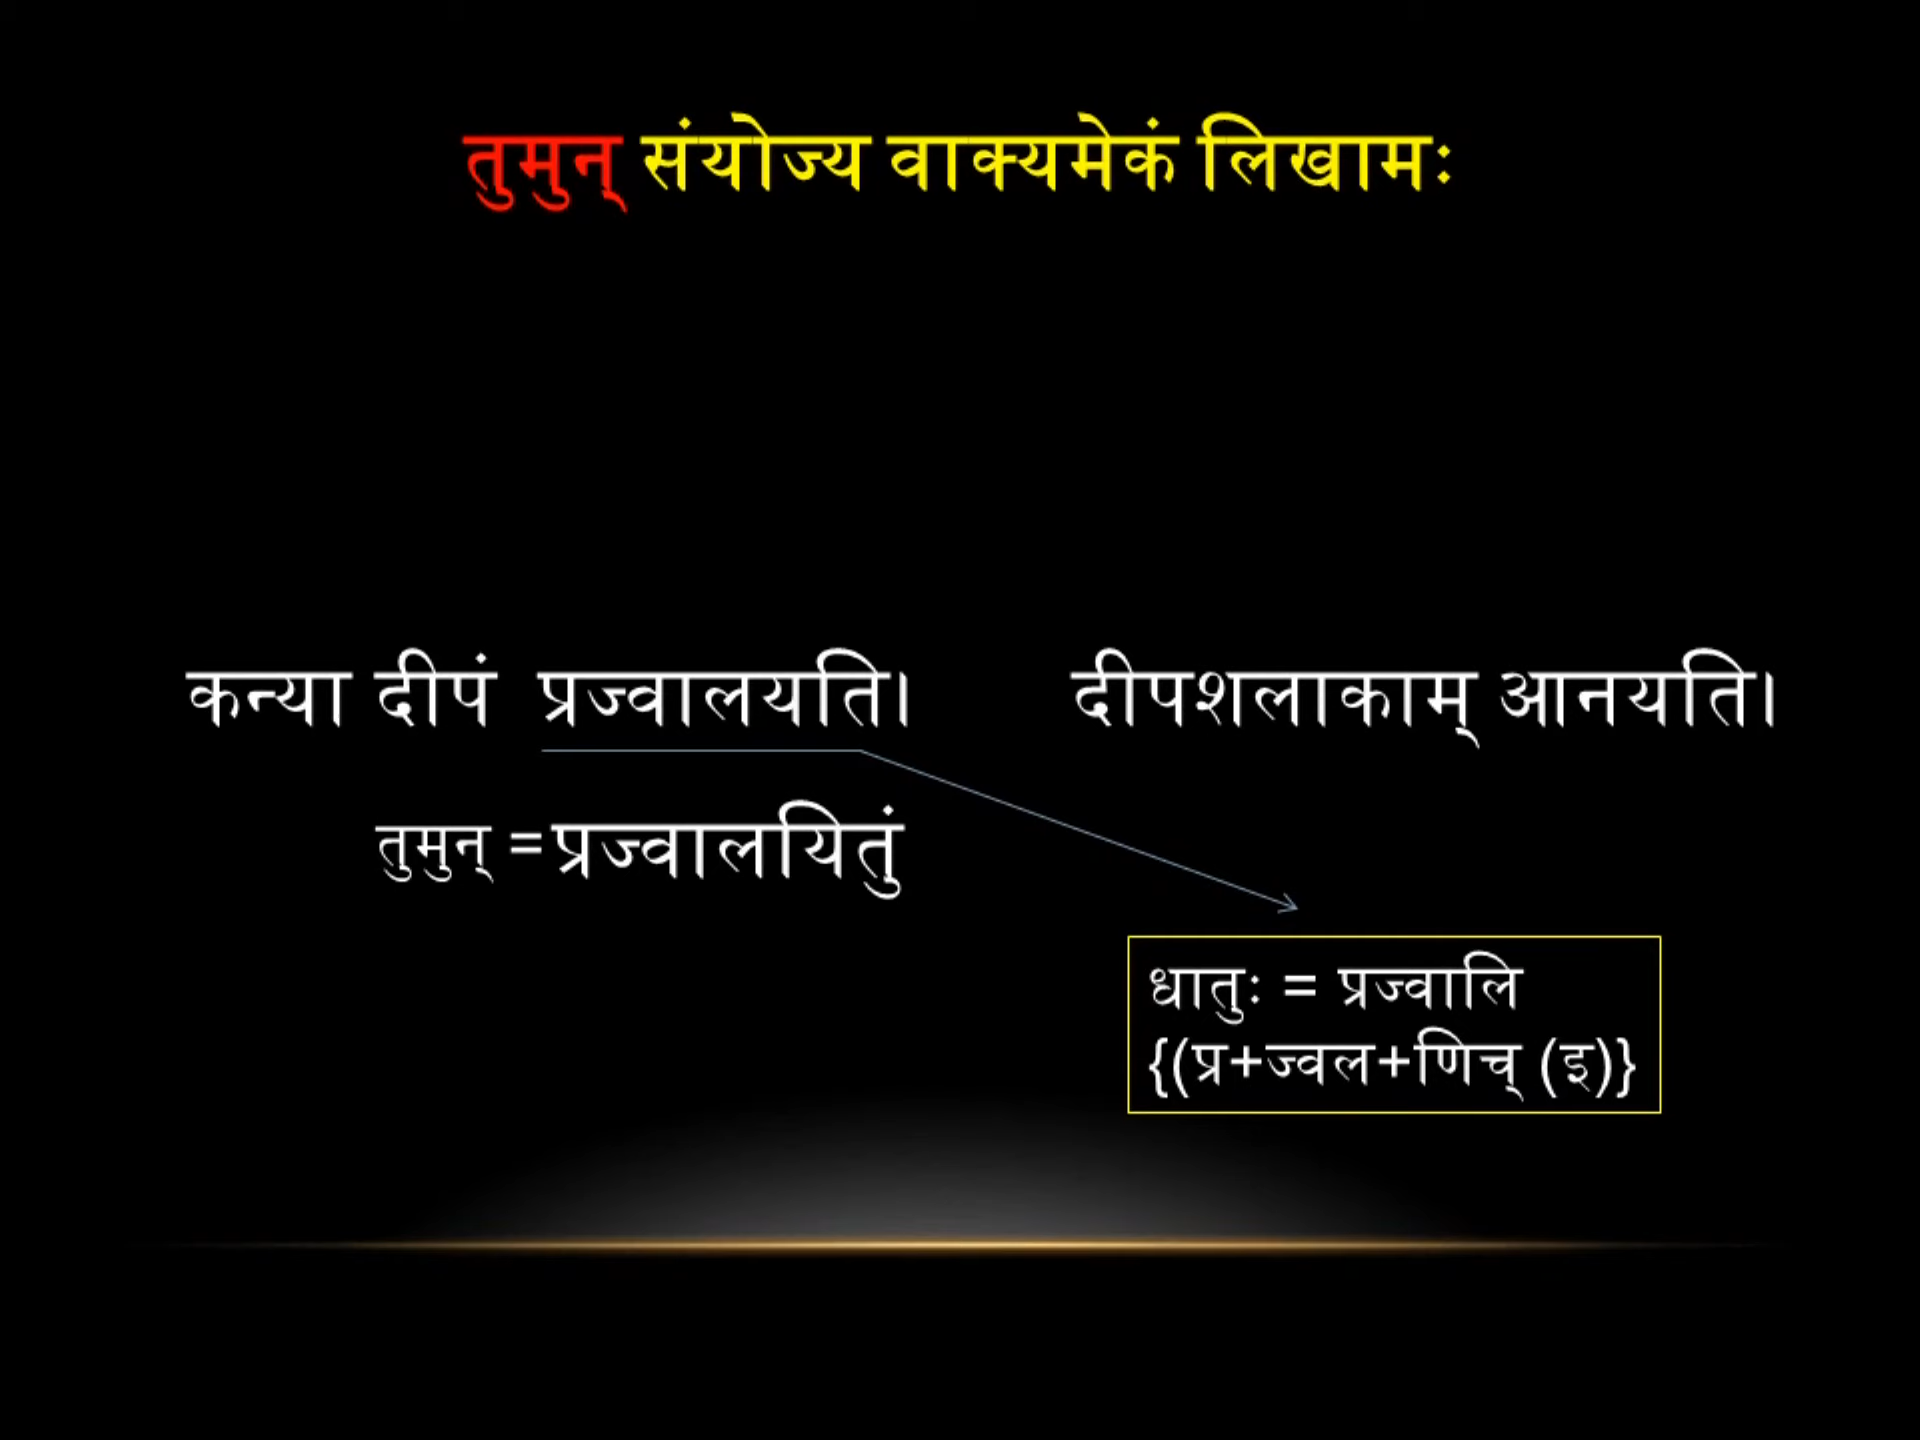 तुमुन् संयोज्य वाक्यमेकं लिखामः
कन्या दीपं प्रज्वालयति। दीपशलाकाम् आनयति।
तुमुन् =प्रज्वालयितुं
धातुः = प्रज्वालि
{(प्र+ज्वल+णिच् (इ)}